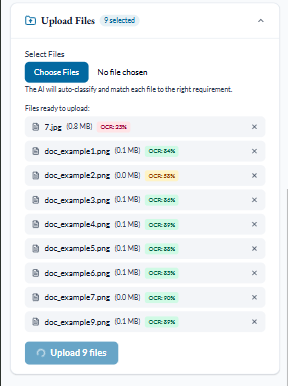 Upload Files 9 selected
Select Files
Choose Files No file chosen
The AI will auto-classify and match each file to the right requirement.
Files ready to upload:
7.jpg (0.8 MB) OCR: 23% ×
doc_example1.png (0.1 MB) OCR: 84% ×
doc_example2.png (0.0 MB) OCR: 58% ×
doc_example3.png (0.1 MB) OCR: 86% ×
doc_example4.png (0.1 MB) OCR: 89% ×
doc_example5.png (0.1 MB) OCR: 88% ×
doc_example6.png (0.1 MB) OCR: 85% ×
doc_example7.png (0.0 MB) OCR: 90% ×
doc_example9.png (0.1 MB) OCR: 89% ×
Upload 9 files